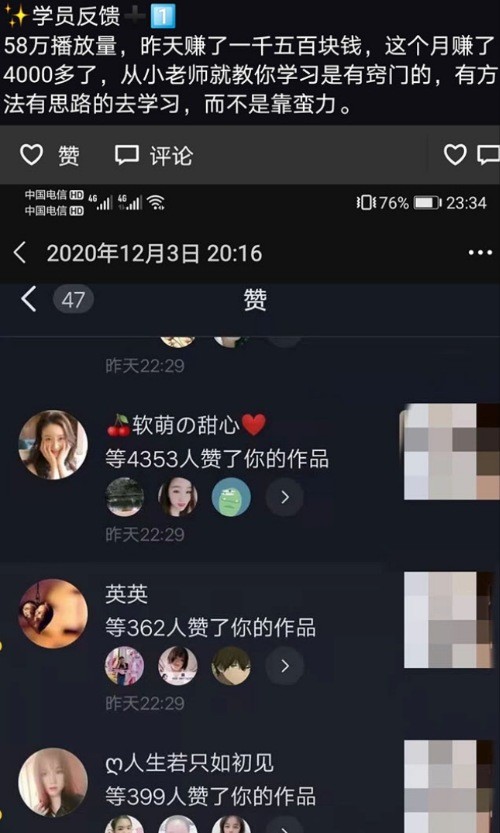 ✨学员反馈➕1️⃣
58万播放量，昨天赚了一千五百块钱，这个月赚了
4000多了，从小老师就教你学习是有窍门的，有方
法有思路的去学习，而不是靠蛮力。
赞 评论
中国电信HD 4G 4G 76% 23:34
中国电信HD
2020年12月3日 20:16
47 赞
昨天22:29
🍒软萌の甜心❤️
等4353人赞了你的作品
昨天22:29
英英
等362人赞了你的作品
昨天22:29
ღ人生若只如初见
等399人赞了你的作品